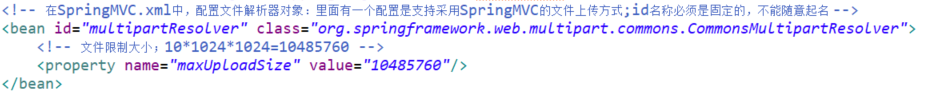 <!-- 在SpringMVC.xml中，配置文件解析器对象：里面有一个配置是支持采用SpringMVC的文件上传方式;id名称必须是固定的，不能随意起名 -->
<bean id="multipartResolver" class="org.springframework.web.multipart.commons.CommonsMultipartResolver">
<!-- 文件限制大小；10*1024*1024=10485760 -->
<property name="maxUploadSize" value="10485760"/>
</bean>